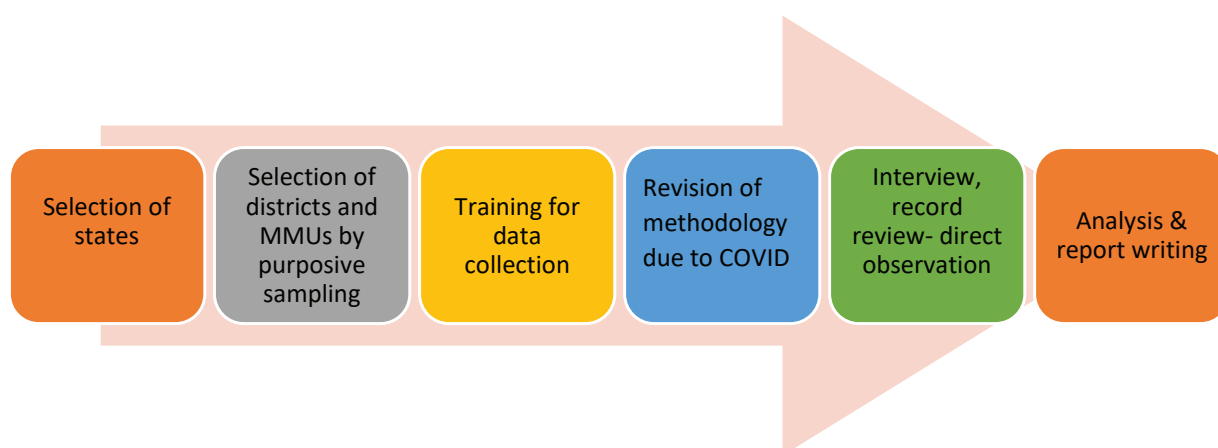 Selection of
states
Selection of
districts and
MMUs by
purposive
sampling
Training for
data
collection
Revision of
methodology
due to COVID
Interview,
record
review- direct
observation
Analysis &
report writing